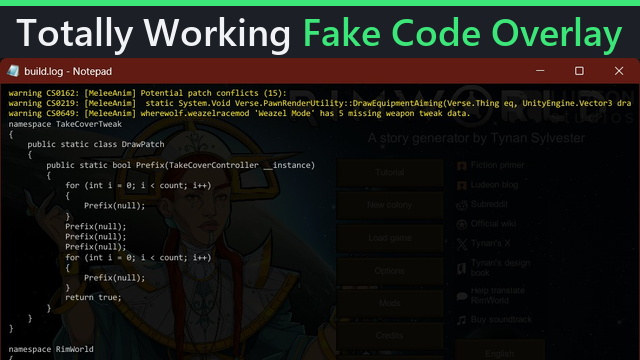 Totally Working Fake Code Overlay
build.log - Notepad
warning CS0162: [MeleeAnim] Potential patch conflicts (15):
warning CS0219: [MeleeAnim]  static System.Void Verse.PawnRenderUtility::DrawEquipmentAiming(Verse.Thing eq, UnityEngine.Vector3 dra
warning CS0649: wherewolf.weazelracemod 'Weazel Mode' has 5 missing weapon tweak data.
namespace TakeCoverTweak
{
    public static class DrawPatch
    {
        public static bool Prefix(TakeCoverController __instance)
        {
            for (int i = 0; i < count; i++)
            {
                Prefix(null);
            }
            Prefix(null);
            Prefix(null);
            Prefix(null);
            for (int i = 0; i < count; i++)
            {
                Prefix(null);
            }
            return true;
        }
    }
}
namespace RimWorld
{
RIMWORLD
A story generator by Tynan Sylvester
Tutorial
New colony
Load game
Options
Mods
Credits
Fiction primer
Ludeon blog
Subreddit
Official wiki
Tynan's X
Tynan's design
book
Help translate
RimWorld
Buy soundtrack
English